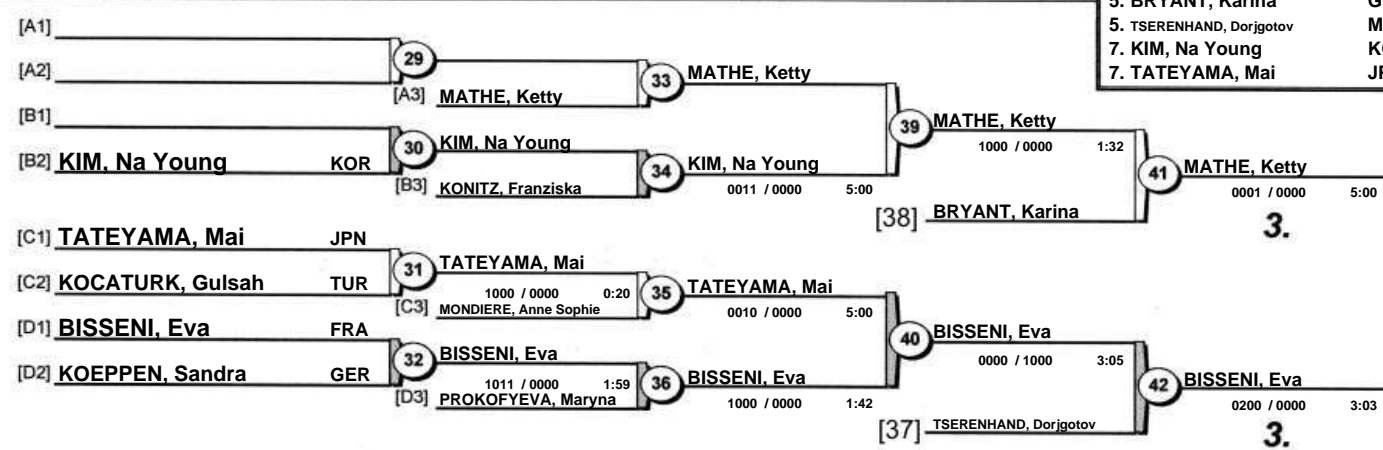 5. BRYANT, Karina
5. TSERENHAND, Dorjgotov
7. KIM, Na Young
7. TATEYAMA, Mai
[A1]
[A2]
29
[A3] MATHE, Ketty
33
MATHE, Ketty
[B1]
[B2] KIM, Na Young KOR
30
KIM, Na Young
[B3] KONITZ, Franziska
34
KIM, Na Young
0011 / 0000 5:00
39
MATHE, Ketty
1000 / 0000 1:32
[38] BRYANT, Karina
41
MATHE, Ketty
0001 / 0000 5:00
3.
[C1] TATEYAMA, Mai JPN
[C2] KOCATURK, Gulsah TUR
31
TATEYAMA, Mai
1000 / 0000 0:20
[C3] MONDIERE, Anne Sophie
35
TATEYAMA, Mai
0010 / 0000 5:00
[D1] BISSENI, Eva FRA
[D2] KOEPPEN, Sandra GER
32
BISSENI, Eva
1011 / 0000 1:59
[D3] PROKOFYEVA, Maryna
36
BISSENI, Eva
1000 / 0000 1:42
40
BISSENI, Eva
0000 / 1000 3:05
[37] TSERENHAND, Dorjgotov
42
BISSENI, Eva
0200 / 0000 3:03
3.